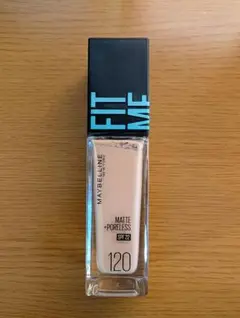 FIT
ME
MAYBELLINE
NEW YORK
MATTE
+PORELESS
SPF 22
120